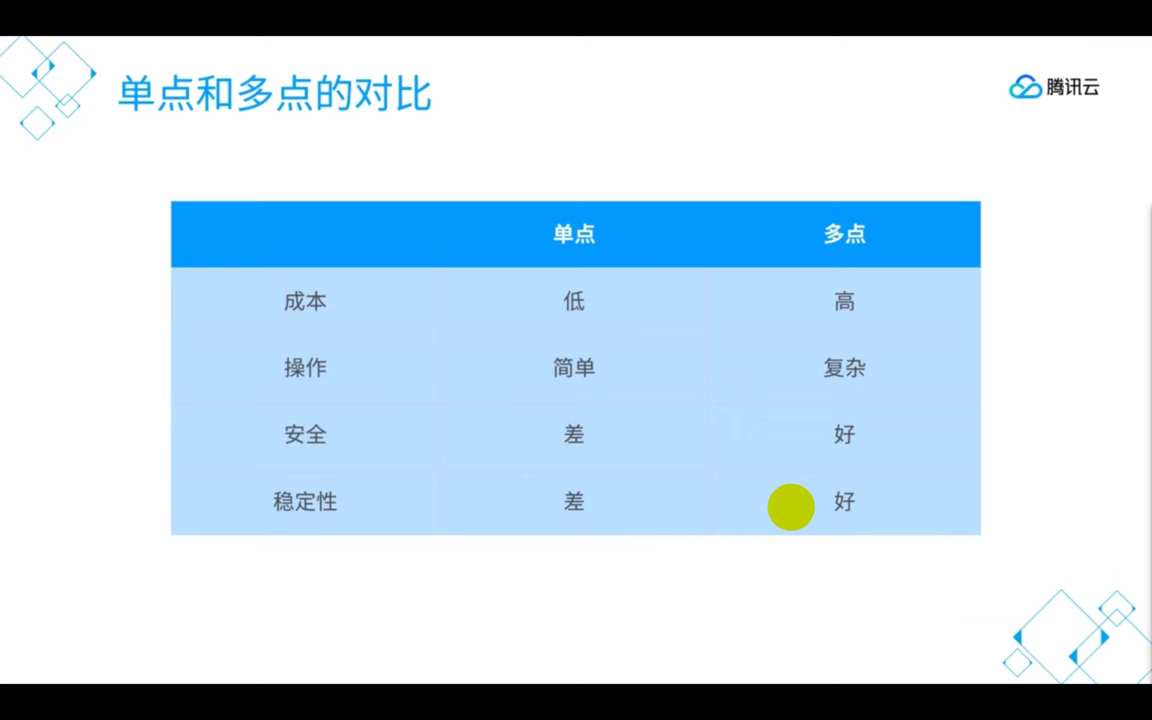 单点和多点的对比
腾讯云
单点 多点
成本 低 高
操作 简单 复杂
安全 差 好
稳定性 差 好